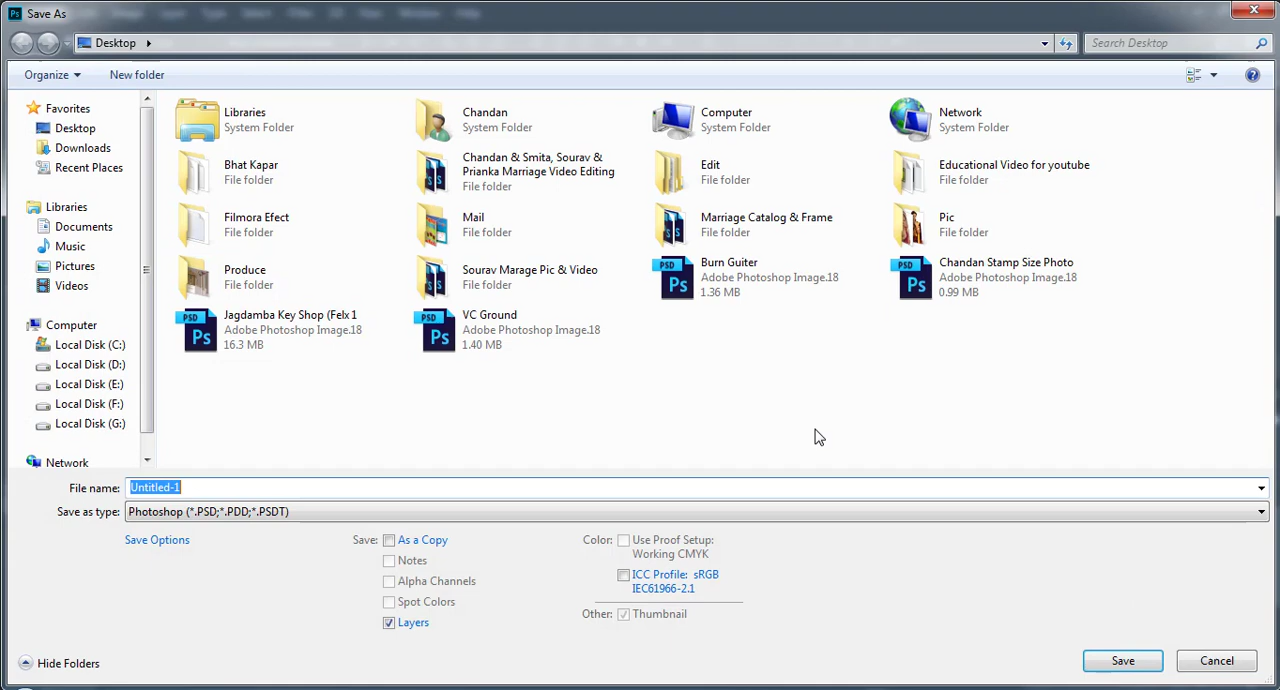 Save As
Desktop
Search Desktop
Organize
New folder
Favorites
Desktop
Downloads
Recent Places
Libraries
Documents
Music
Pictures
Videos
Computer
Local Disk (C:)
Local Disk (D:)
Local Disk (E:)
Local Disk (F:)
Local Disk (G:)
Network
Libraries
System Folder
Chandan
System Folder
Computer
System Folder
Network
System Folder
Bhat Kapar
File folder
Chandan & Smita, Sourav &
Prianka Marriage Video Editing
File folder
Edit
File folder
Educational Video for youtube
File folder
Filmora Efect
File folder
Mail
File folder
Marriage Catalog & Frame
File folder
Pic
File folder
Produce
File folder
Sourav Marage Pic & Video
File folder
Burn Guiter
Adobe Photoshop Image.18
1.36 MB
Chandan Stamp Size Photo
Adobe Photoshop Image.18
0.99 MB
Jagdamba Key Shop (Felx 1
Adobe Photoshop Image.18
16.3 MB
VC Ground
Adobe Photoshop Image.18
1.40 MB
File name: Untitled-1
Save as type: Photoshop (*.PSD;*.PDD;*.PSDT)
Save Options
Save: As a Copy
Notes
Alpha Channels
Spot Colors
Layers
Color: Use Proof Setup:
Working CMYK
ICC Profile: sRGB
IEC61966-2.1
Other: Thumbnail
Hide Folders
Save
Cancel